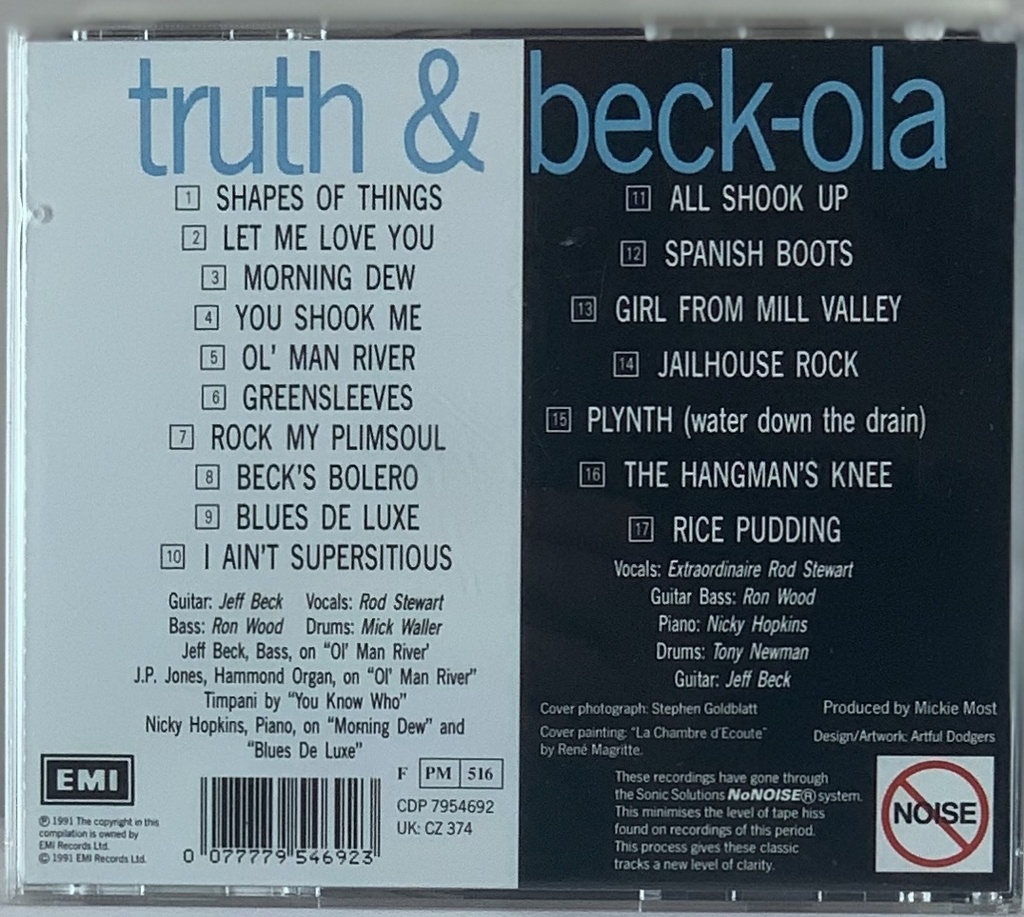 truth & beck-ola
1 SHAPES OF THINGS
2 LET ME LOVE YOU
3 MORNING DEW
4 YOU SHOOK ME
5 OL' MAN RIVER
6 GREENSLEEVES
7 ROCK MY PLIMSOUL
8 BECK'S BOLERO
9 BLUES DE LUXE
10 I AIN'T SUPERSITIOUS
Guitar: Jeff Beck Vocals: Rod Stewart
Bass: Ron Wood Drums: Mick Waller
Jeff Beck, Bass, on "Ol' Man River'
J.P. Jones, Hammond Organ, on "Ol' Man River"
Timpani by "You Know Who"
Nicky Hopkins, Piano, on "Morning Dew" and
"Blues De Luxe"
EMI
℗ 1991 The copyright in this
compilation is owned by
EMI Records Ltd.
© 1991 EMI Records Ltd.
0 077779 546923
F PM 516
CDP 7954692
UK: CZ 374
11 ALL SHOOK UP
12 SPANISH BOOTS
13 GIRL FROM MILL VALLEY
14 JAILHOUSE ROCK
15 PLYNTH (water down the drain)
16 THE HANGMAN'S KNEE
17 RICE PUDDING
Vocals: Extraordinaire Rod Stewart
Guitar Bass: Ron Wood
Piano: Nicky Hopkins
Drums: Tony Newman
Guitar: Jeff Beck
Cover photograph: Stephen Goldblatt
Produced by Mickie Most
Cover painting: "La Chambre d'Ecoute"
by René Magritte.
Design/Artwork: Artful Dodgers
These recordings have gone through
the Sonic Solutions NoNOISE® system.
This minimises the level of tape hiss
found on recordings of this period.
This process gives these classic
tracks a new level of clarity.
NOISE